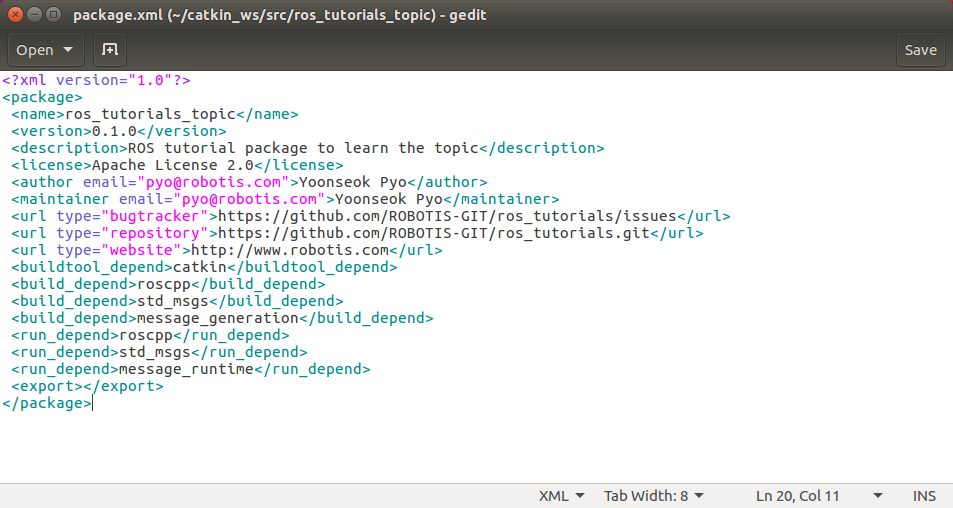 package.xml (~/catkin_ws/src/ros_tutorials_topic) - gedit
Open Save
<?xml version="1.0"?>
<package>
 <name>ros_tutorials_topic</name>
 <version>0.1.0</version>
 <description>ROS tutorial package to learn the topic</description>
 <license>Apache License 2.0</license>
 <author email="pyo@robotis.com">Yoonseok Pyo</author>
 <maintainer email="pyo@robotis.com">Yoonseok Pyo</maintainer>
 <url type="bugtracker">https://github.com/ROBOTIS-GIT/ros_tutorials/issues</url>
 <url type="repository">https://github.com/ROBOTIS-GIT/ros_tutorials.git</url>
 <url type="website">http://www.robotis.com</url>
 <buildtool_depend>catkin</buildtool_depend>
 <build_depend>roscpp</build_depend>
 <build_depend>std_msgs</build_depend>
 <build_depend>message_generation</build_depend>
 <run_depend>roscpp</run_depend>
 <run_depend>std_msgs</run_depend>
 <run_depend>message_runtime</run_depend>
 <export></export>
</package>
XML Tab Width: 8 Ln 20, Col 11 INS